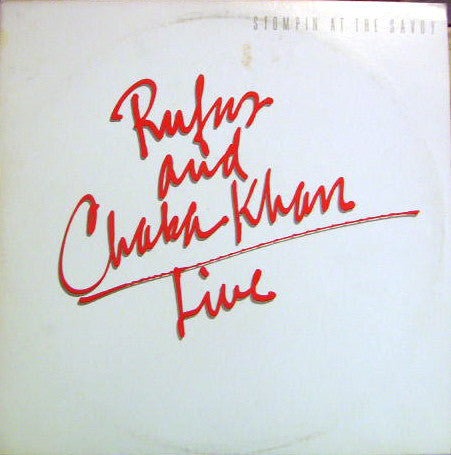 STOMPIN AT THE SAVOY
Rufus
and
Chaka Khan
Live